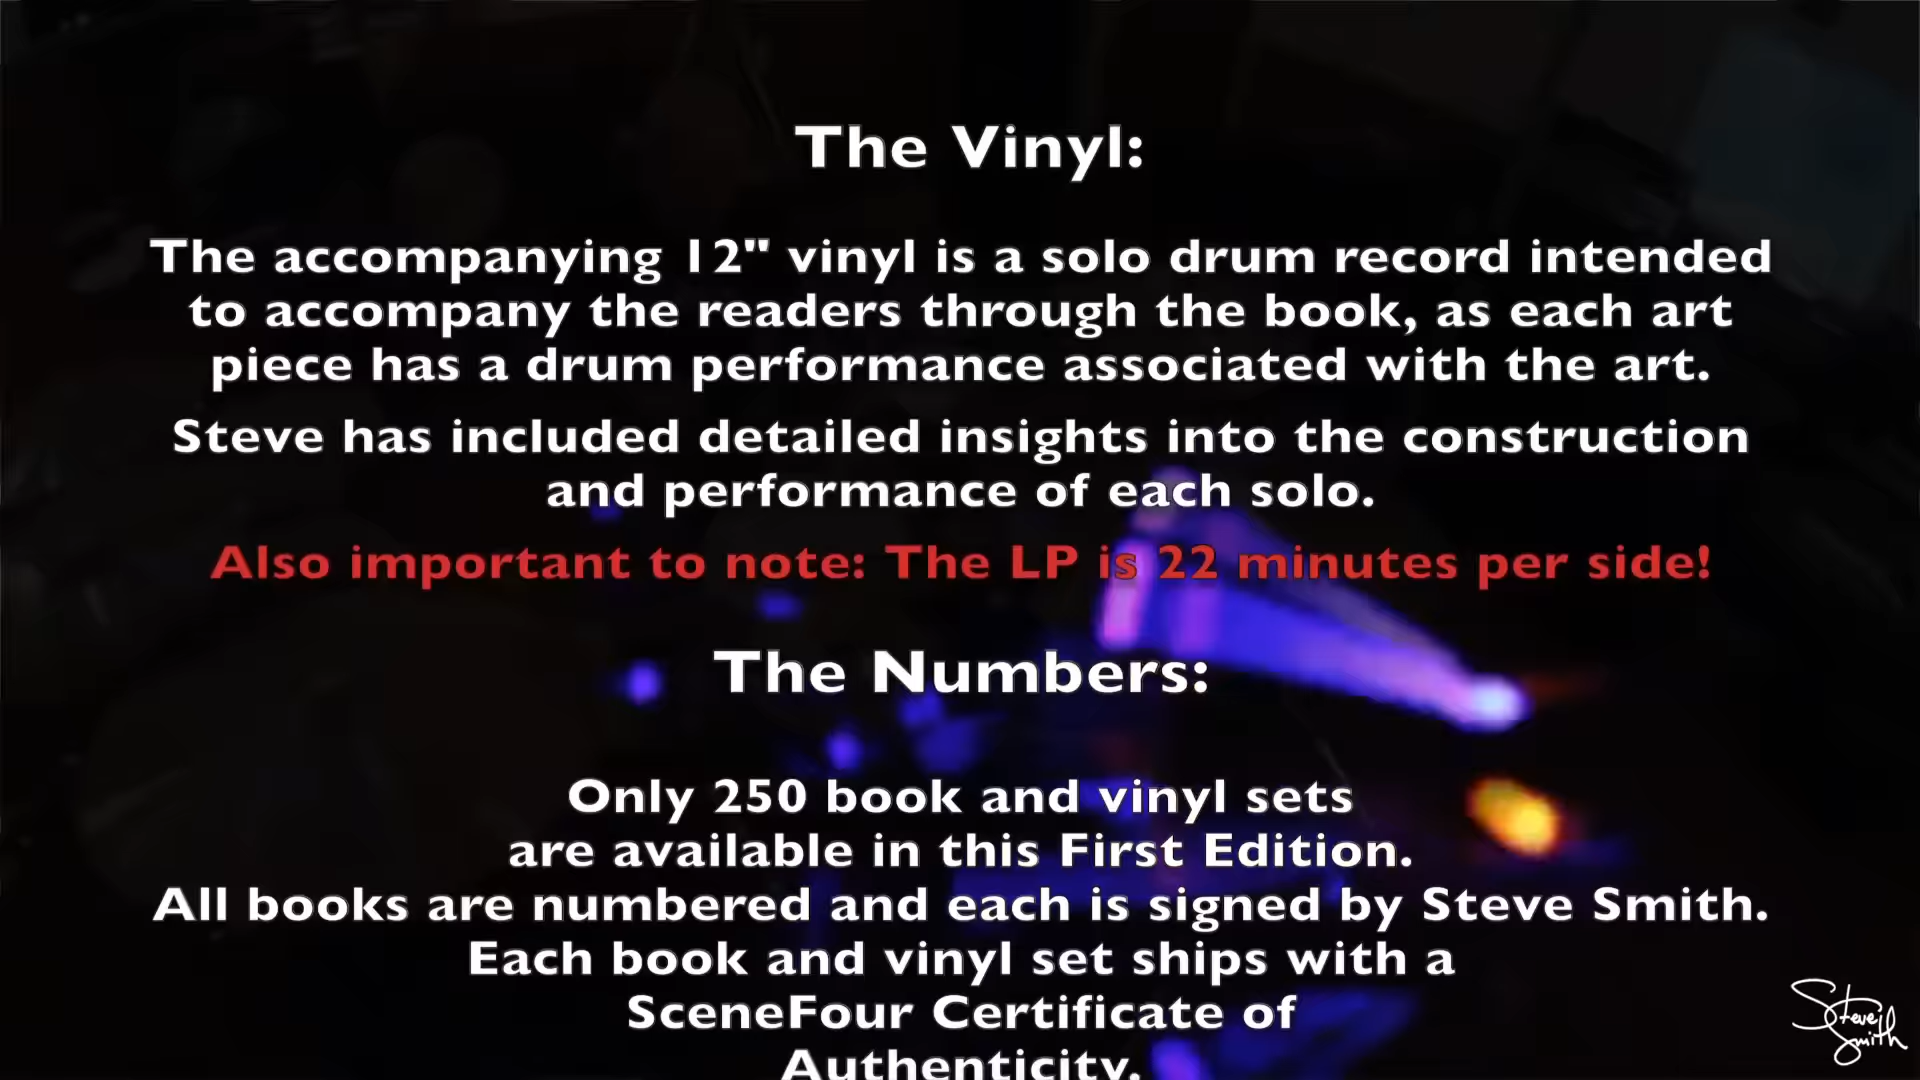 The Vinyl:
The accompanying 12" vinyl is a solo drum record intended
to accompany the readers through the book, as each art
piece has a drum performance associated with the art.
Steve has included detailed insights into the construction
and performance of each solo.
Also important to note: The LP is 22 minutes per side!
The Numbers:
Only 250 book and vinyl sets
are available in this First Edition.
All books are numbered and each is signed by Steve Smith.
Each book and vinyl set ships with a
SceneFour Certificate of
Authenticity.
Steve
Smith